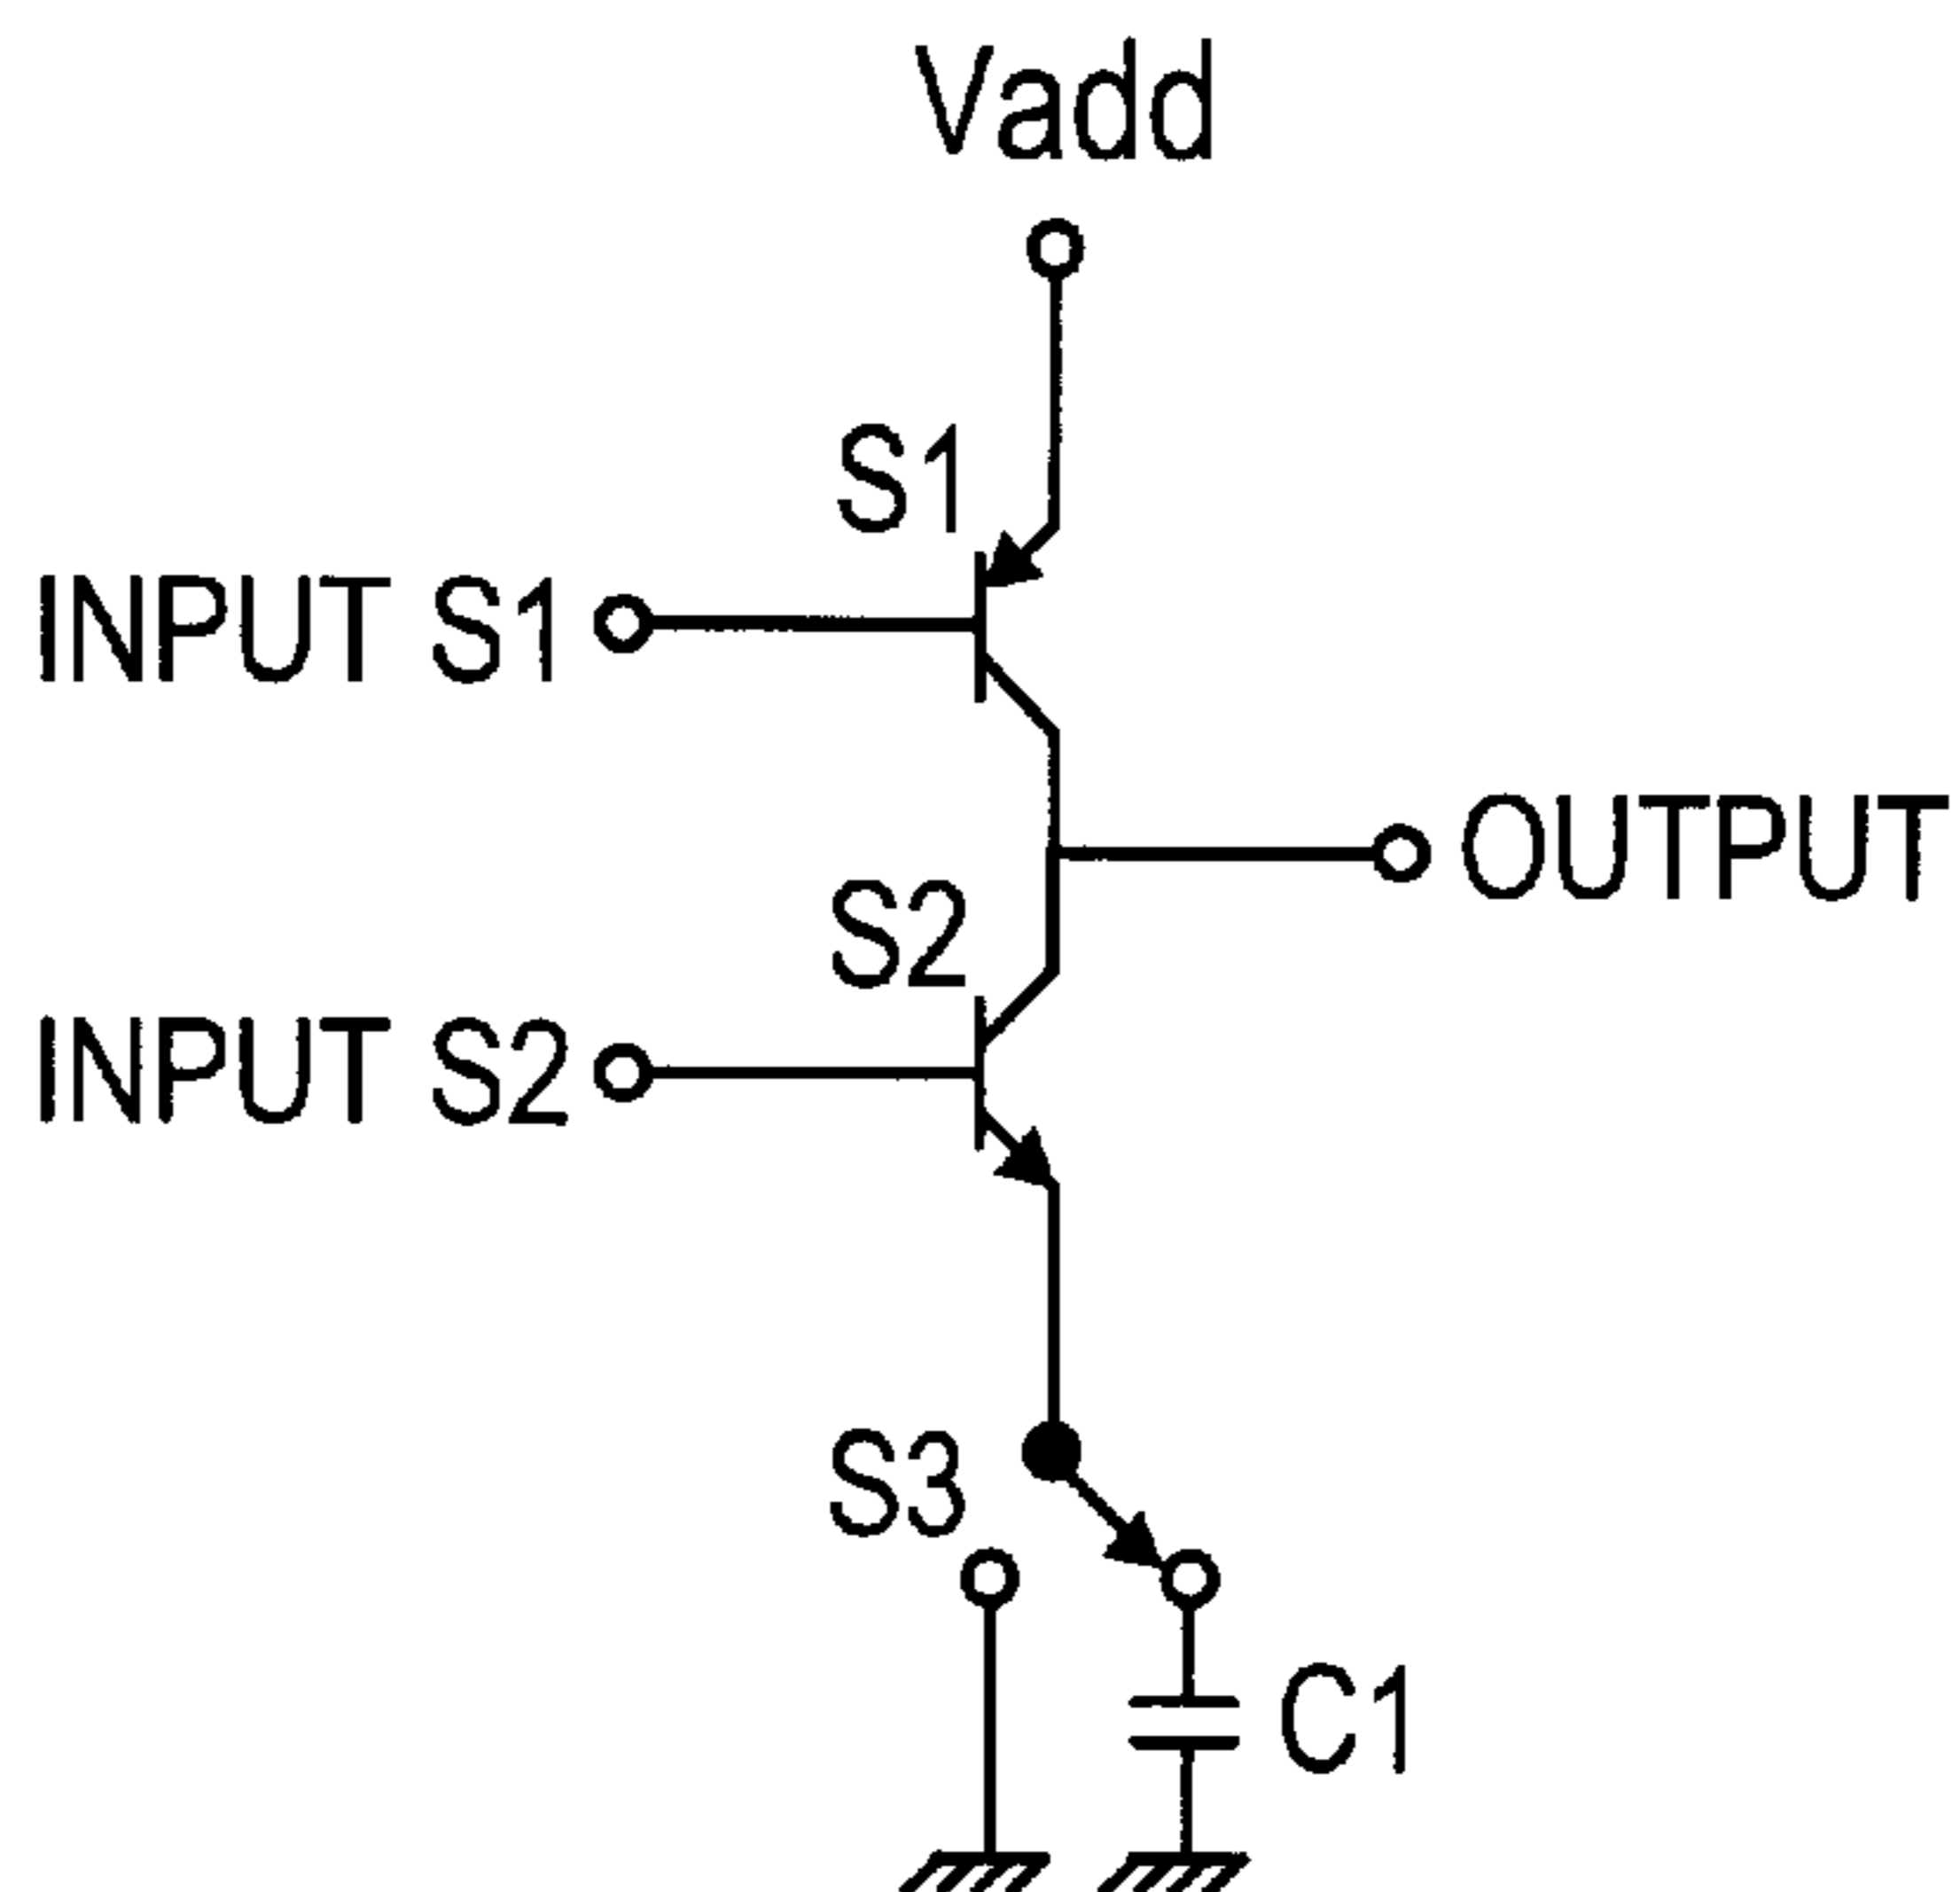 Vadd
S1
INPUT S1
OUTPUT
S2
INPUT S2
S3
C1